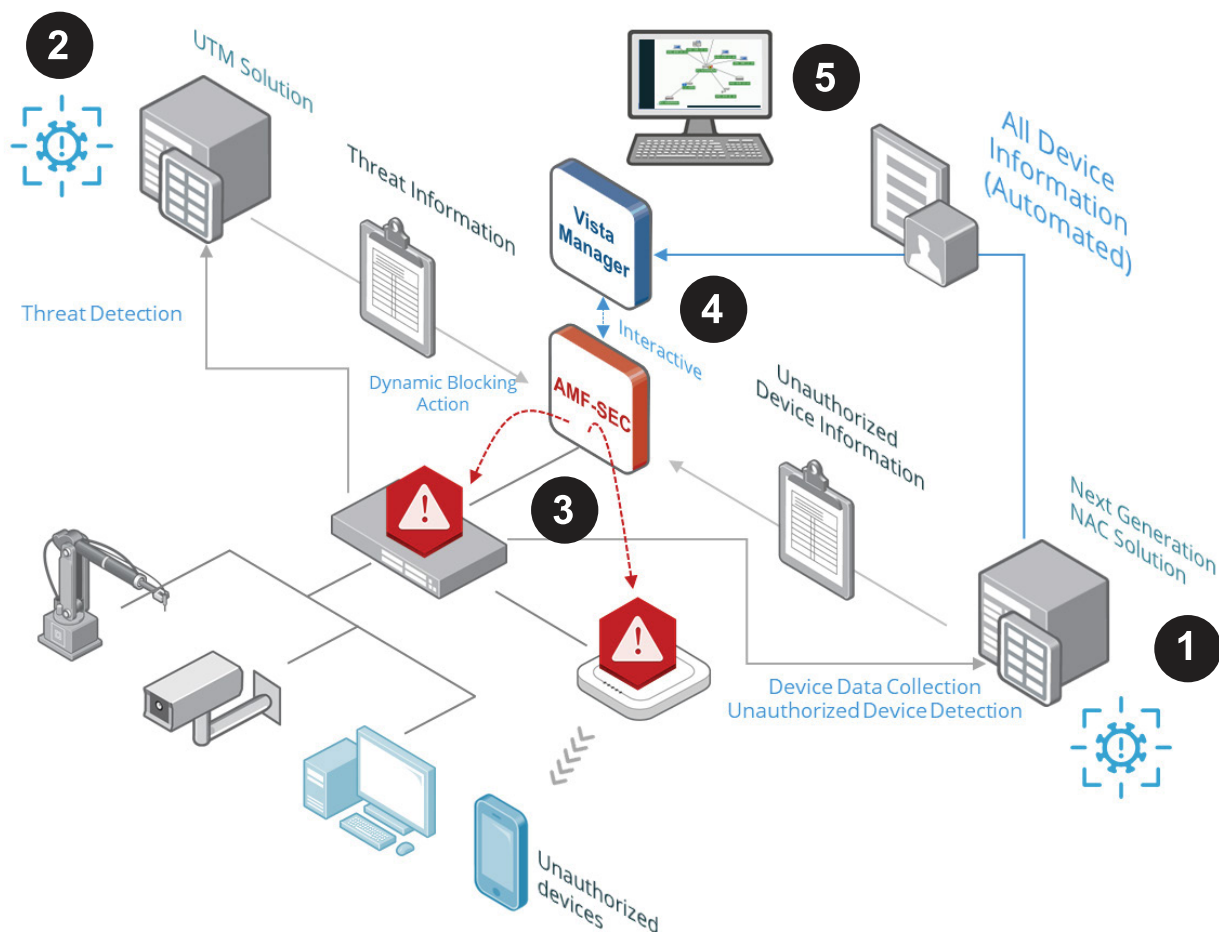 2
UTM Solution
5
All Device
Information
(Automated)
Threat Information
Vista
Manager
Threat Detection
4
Interactive
Dynamic Blocking
Action
AMF-SEC
Unauthorized
Device Information
3
Next Generation
NAC Solution
1
Device Data Collection
Unauthorized Device Detection
Unauthorized
devices